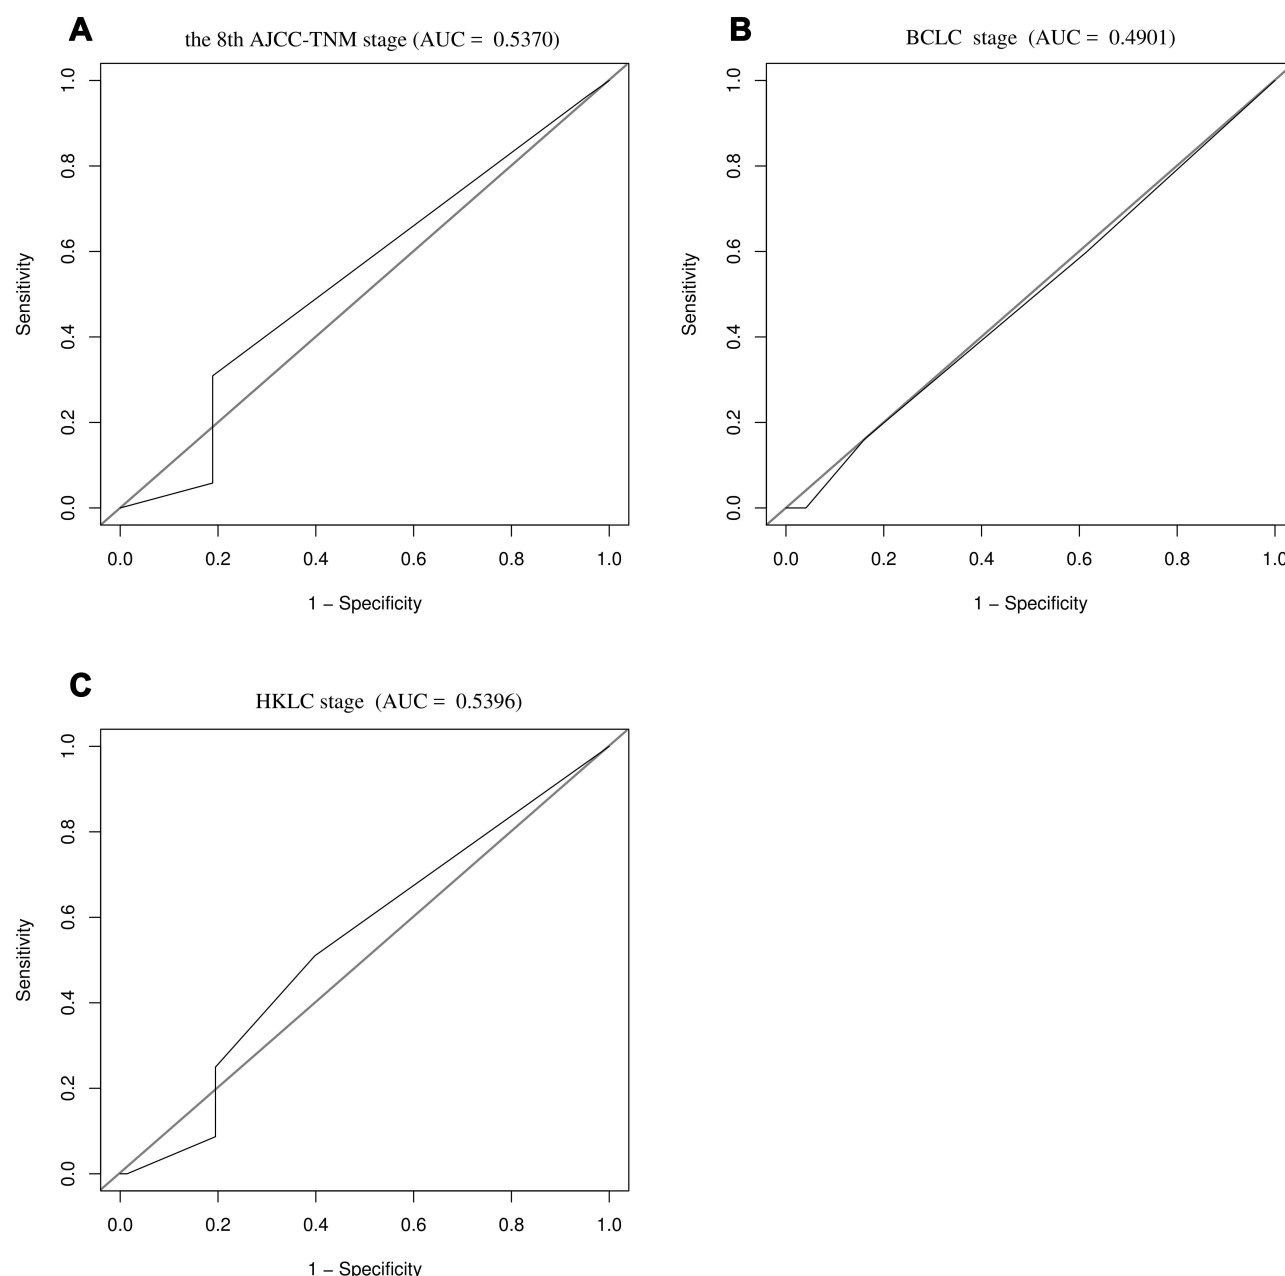 A
the 8th AJCC-TNM stage (AUC = 0.5370)
1.0
0.8
0.6
0.4
0.2
0.0
Sensitivity
0.0 0.2 0.4 0.6 0.8 1.0
1 – Specificity
B
BCLC stage (AUC = 0.4901)
1.0
0.8
0.6
0.4
0.2
0.0
Sensitivity
0.0 0.2 0.4 0.6 0.8 1.0
1 – Specificity
C
HKLC stage (AUC = 0.5396)
1.0
0.8
0.6
0.4
0.2
0.0
Sensitivity
0.0 0.2 0.4 0.6 0.8 1.0
1 – Specificity